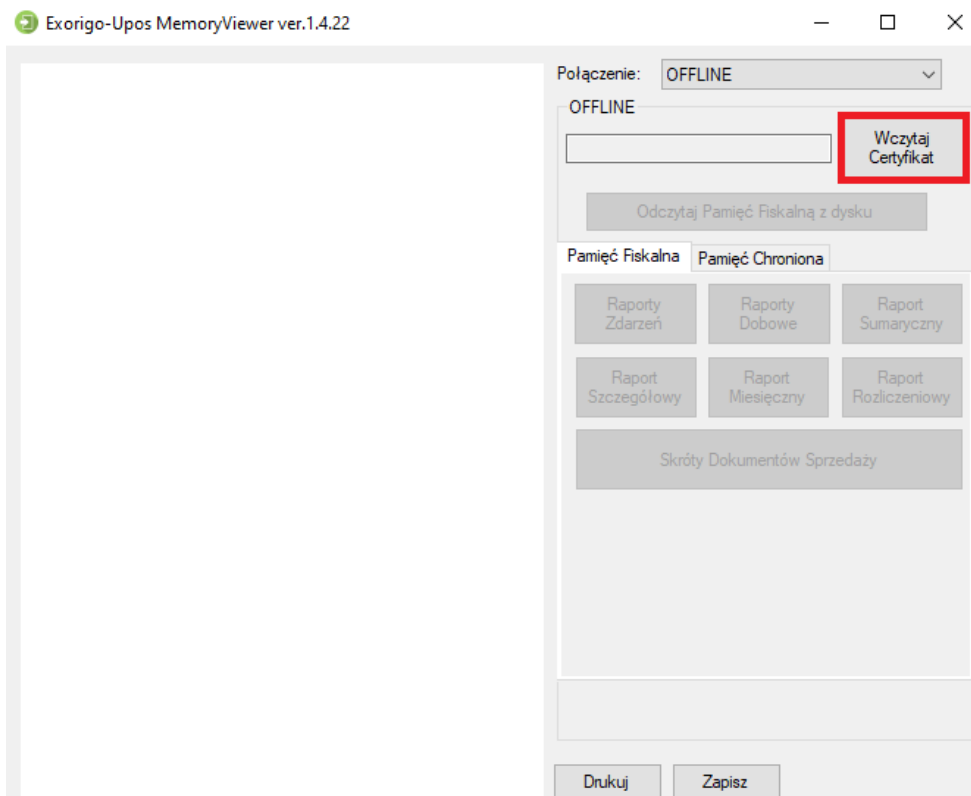 Exorigo-Upos MemoryViewer ver.1.4.22
Połączenie: OFFLINE
OFFLINE
Wczytaj
Certyfikat
Odczytaj Pamięć Fiskalną z dysku
Pamięć Fiskalna Pamięć Chroniona
Raporty
Zdarzeń
Raporty
Dobowe
Raport
Sumaryczny
Raport
Szczegółowy
Raport
Miesięczny
Raport
Rozliczeniowy
Skróty Dokumentów Sprzedaży
Drukuj Zapisz